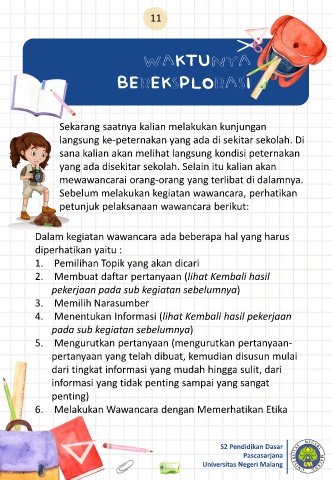 11
WAKTUNYA
BEREKSPLORASI
Sekarang saatnya kalian melakukan kunjungan
langsung ke-peternakan yang ada di sekitar sekolah. Di
sana kalian akan melihat langsung kondisi peternakan
yang ada disekitar sekolah. Selain itu kalian akan
mewawancarai orang-orang yang terlibat di dalamnya.
Sebelum melakukan kegiatan wawancara, perhatikan
petunjuk pelaksanaan wawancara berikut:
Dalam kegiatan wawancara ada beberapa hal yang harus
diperhatikan yaitu :
1. Pemilihan Topik yang akan dicari
2. Membuat daftar pertanyaan (lihat Kembali hasil
pekerjaan pada sub kegiatan sebelumnya)
3. Memilih Narasumber
4. Menentukan Informasi (lihat Kembali hasil pekerjaan
pada sub kegiatan sebelumnya)
5. Mengurutkan pertanyaan (mengurutkan pertanyaan-
pertanyaan yang telah dibuat, kemudian disusun mulai
dari tingkat informasi yang mudah hingga sulit, dari
informasi yang tidak penting sampai yang sangat
penting)
6. Melakukan Wawancara dengan Memerhatikan Etika
S2 Pendidikan Dasar
Pascasarjana
Universitas Negeri Malang